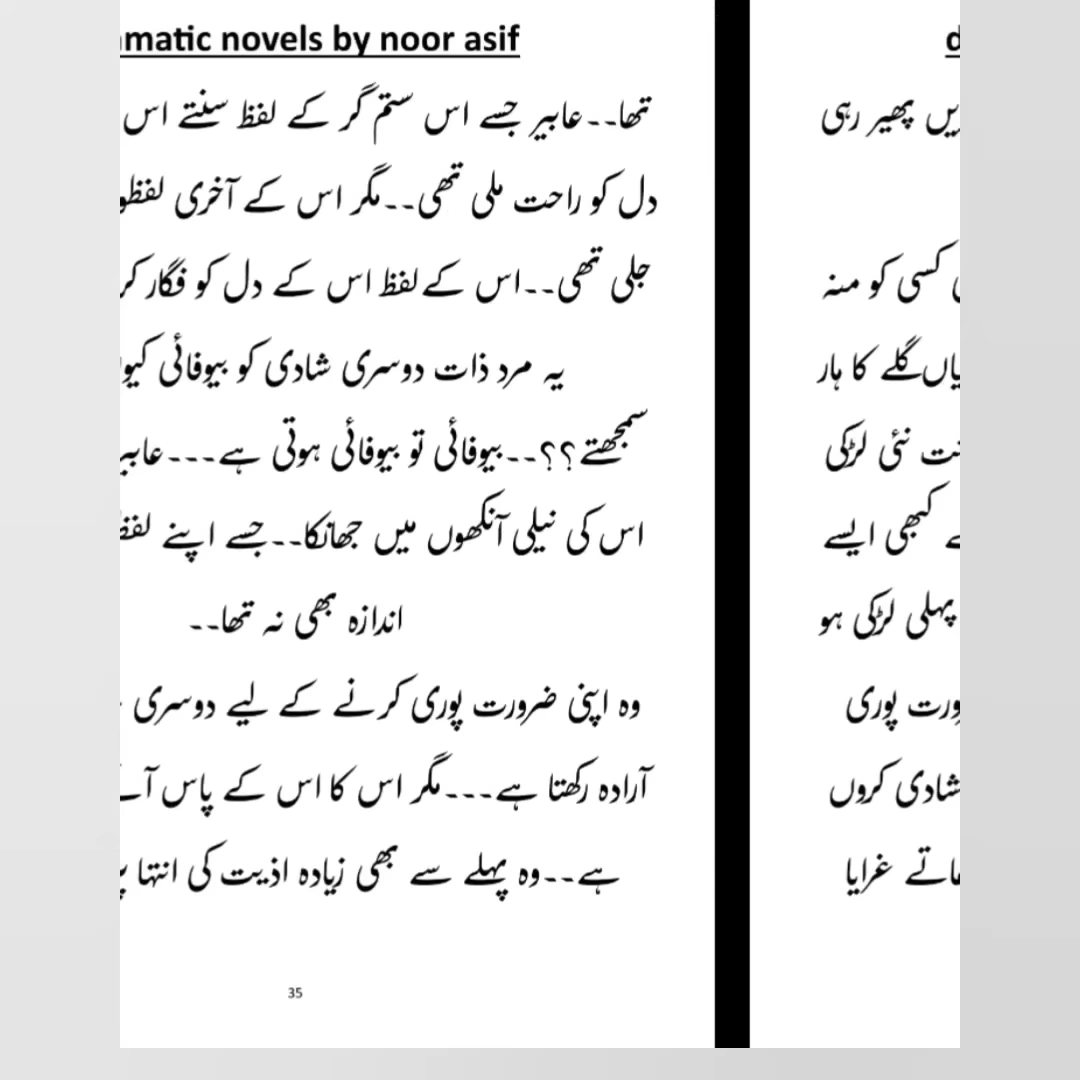 matic novels by noor asif
تھا۔۔عابیر جسے اس ستم گر کے لفظ سنتے اس
دل کو راحت ملی تھی۔۔مگر اس کے آخری
جلی تھی۔۔اس کے لفظ اس کے دل کو فگار کر
یہ مرد ذات دوسری شادی کو بیوفائی
سمجھتے؟؟۔۔بیوفائی تو بیوفائی ہوتی ہے۔۔۔عابیر
اس کی نیلی آنکھوں میں جھانکا۔۔جسے اپنے
اندازہ بھی نہ تھا۔۔
وہ اپنی ضرورت پوری کرنے کے لیے دوسری
آرادہ رکھتا ہے۔۔۔مگر اس کا اس کے پاس
ہے۔۔وہ پہلے سے بھی زیادہ اذیت کی انتہا
35
d
پھیر رہی
کسی کو منہ
گلے کا ہار
نئی لڑکی
کبھی ایسے
پہلی لڑکی ہو
پوری
شادی کروں
غرایا